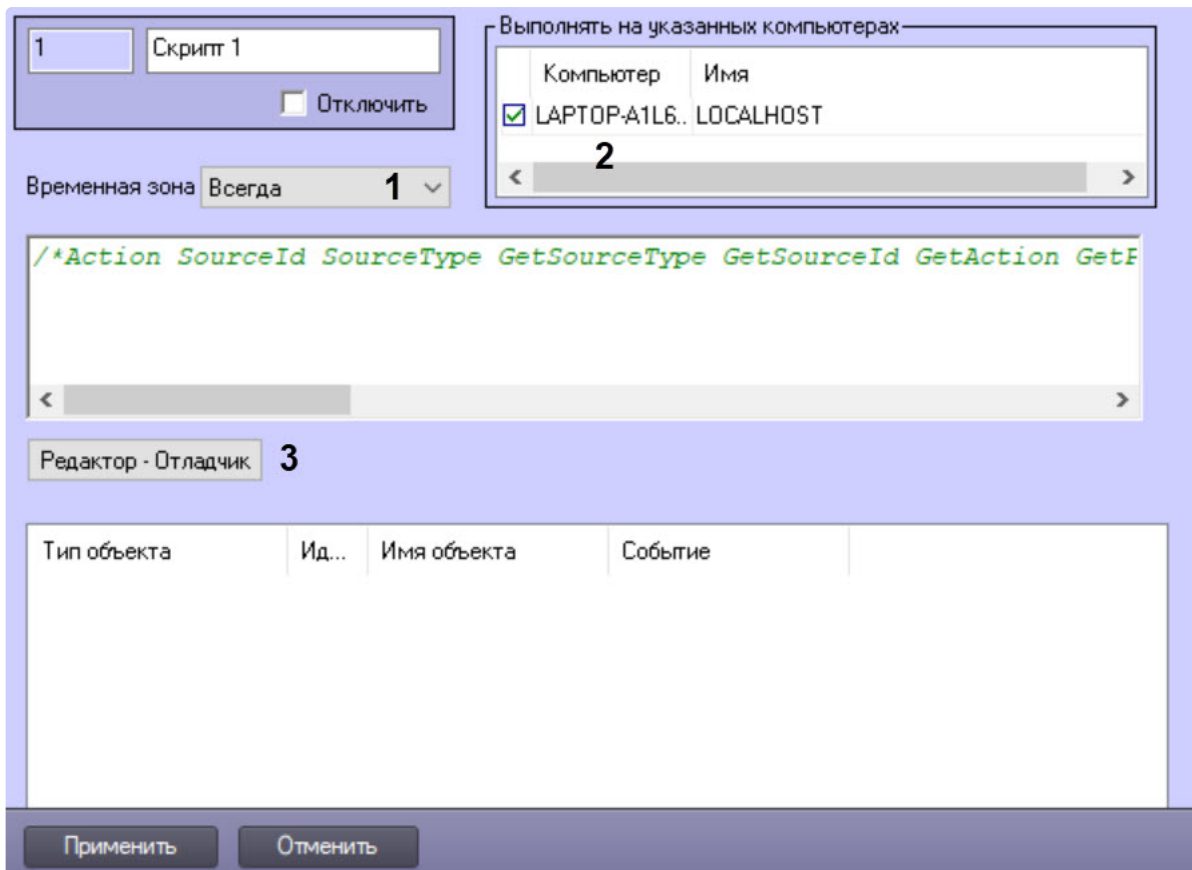 1
Скрипт 1
Отключить
Выполнять на указанных компьютерах
Компьютер Имя
LAPTOP-A1L6.. LOCALHOST
2
Временная зона Всегда 1
/*Action SourceId SourceType GetSourceType GetSourceId GetAction
Редактор - Отладчик 3
Тип объекта Ид... Имя объекта Событие
Применить Отменить